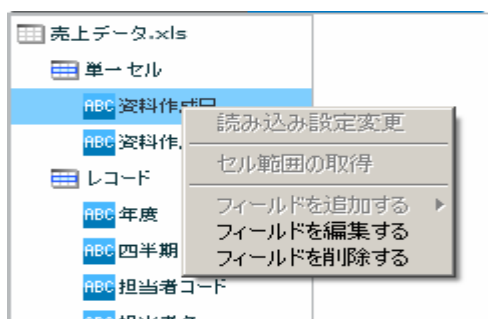 売上データ.xls
単一セル
ABC 資料作成日
読み込み設定変更
ABC 資料作
セル範囲の取得
レコード
フィールドを追加する
ABC 年度
フィールドを編集する
ABC 四半期
フィールドを削除する
ABC 担当者コード
ABC